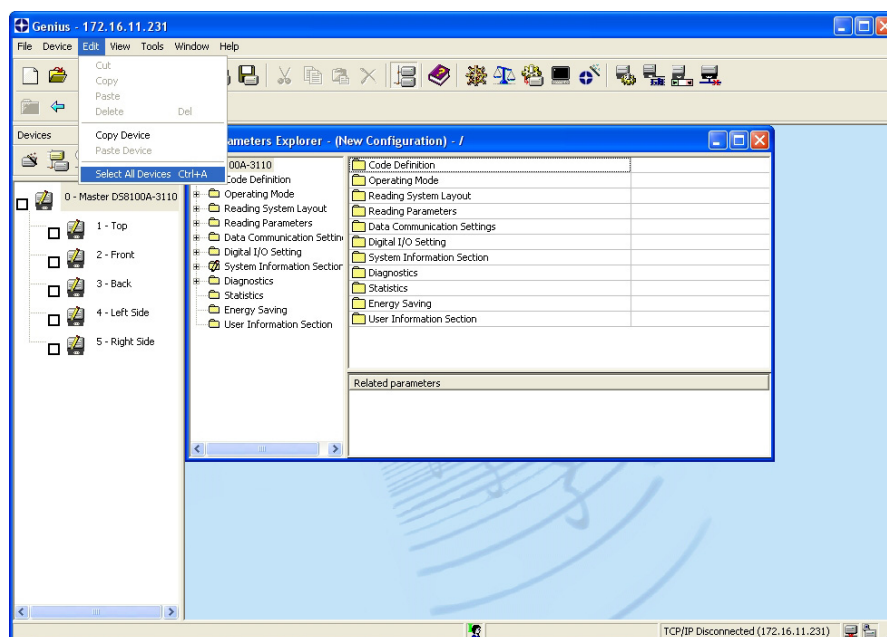 Genius - 172.16.11.231
File Device Edit View Tools Window Help
Cut
Copy
Paste
Delete Del
Copy Device
Paste Device
Select All Devices Ctrl+A
Devices
0 - Master DS8100A-3110
1 - Top
2 - Front
3 - Back
4 - Left Side
5 - Right Side
ameters Explorer - (New Configuration) - /
00A-3110
Code Definition
Operating Mode
Reading System Layout
Reading Parameters
Data Communication Settin
Digital I/O Setting
System Information Section
Diagnostics
Statistics
Energy Saving
User Information Section
Code Definition
Operating Mode
Reading System Layout
Reading Parameters
Data Communication Settings
Digital I/O Setting
System Information Section
Diagnostics
Statistics
Energy Saving
User Information Section
Related parameters
TCP/IP Disconnected (172.16.11.231)